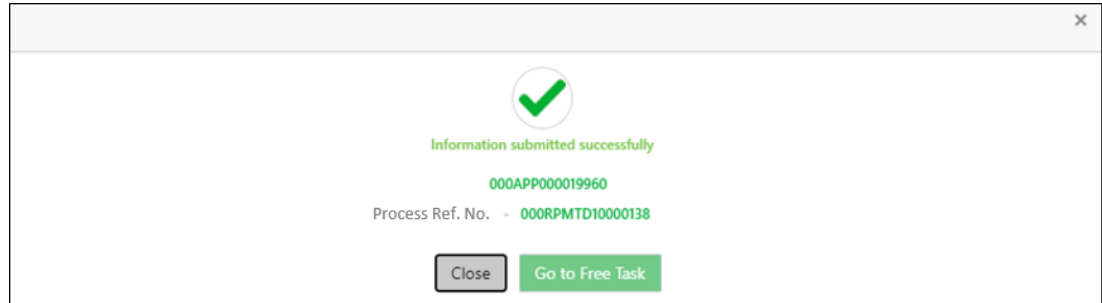 ×
Information submitted successfully
000APP000019960
Process Ref. No. - 000RPMTD10000138
Close Go to Free Task